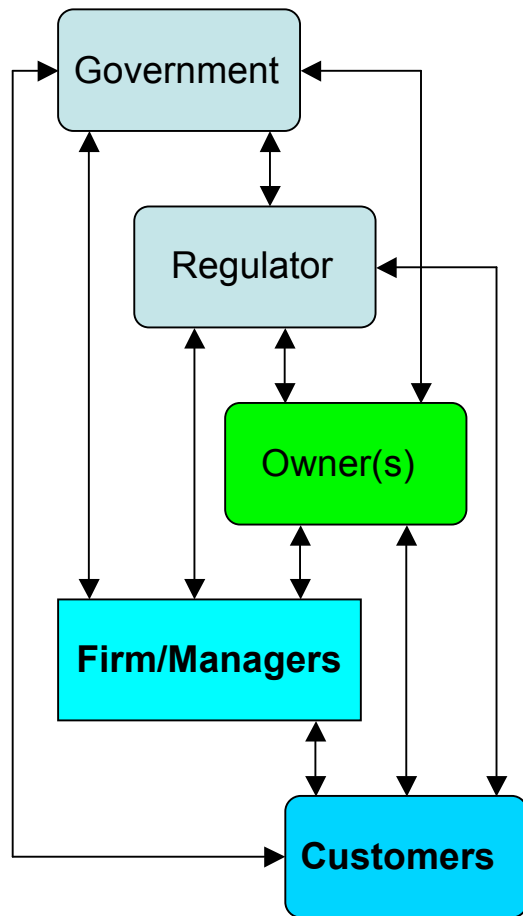 Government
Regulator
Owner(s)
Firm/Managers
Customers